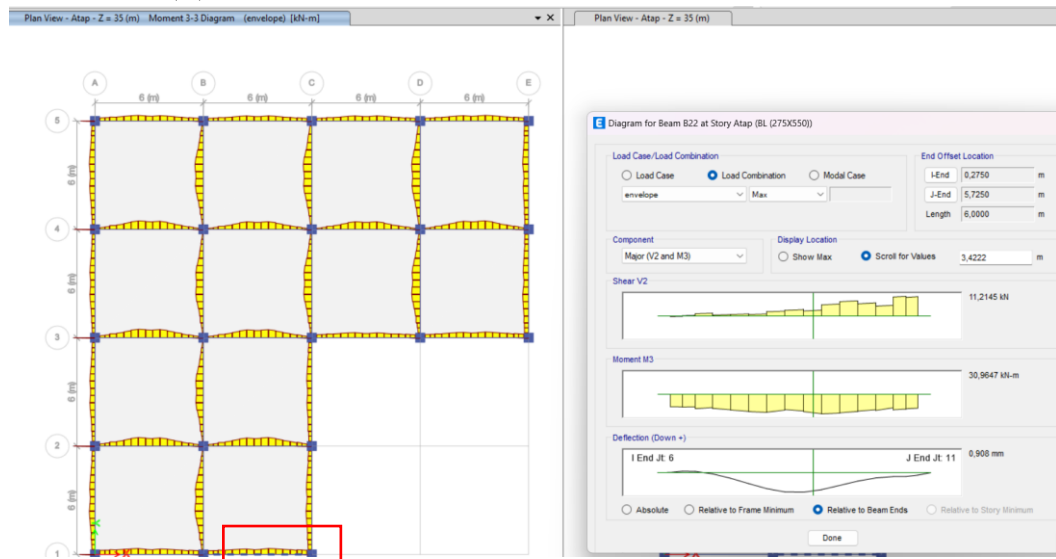 Plan View - Atap - Z = 35 (m) Moment 3-3 Diagram (envelope) [kN-m]
Plan View - Atap - Z = 35 (m)
A B C D E
6 (m) 6 (m) 6 (m) 6 (m)
5
6 (m)
4
6 (m)
3
6 (m)
2
6 (m)
1
X
Diagram for Beam B22 at Story Atap (BL (275X550))
Load Case/Load Combination
Load Case Load Combination Modal Case
envelope Max
End Offset Location
I-End 0,2750 m
J-End 5,7250 m
Length 6,0000 m
Component
Major (V2 and M3)
Display Location
Show Max Scroll for Values 3,4222 m
Shear V2
11,2145 kN
Moment M3
30,9647 kN-m
Deflection (Down +)
I End Jt: 6 J End Jt: 11 0,908 mm
Absolute Relative to Frame Minimum Relative to Beam Ends Relative to Story Minimum
Done